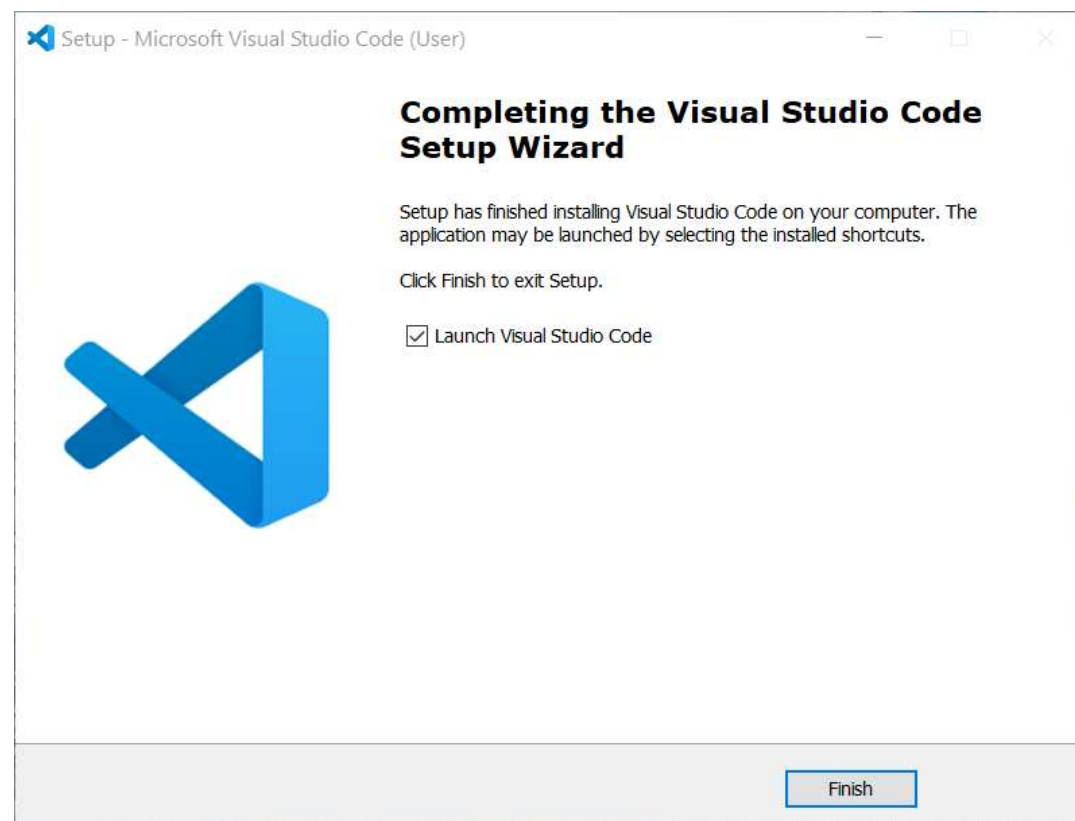 Setup - Microsoft Visual Studio Code (User)
Completing the Visual Studio Code
Setup Wizard
Setup has finished installing Visual Studio Code on your computer. The
application may be launched by selecting the installed shortcuts.
Click Finish to exit Setup.
Launch Visual Studio Code
Finish